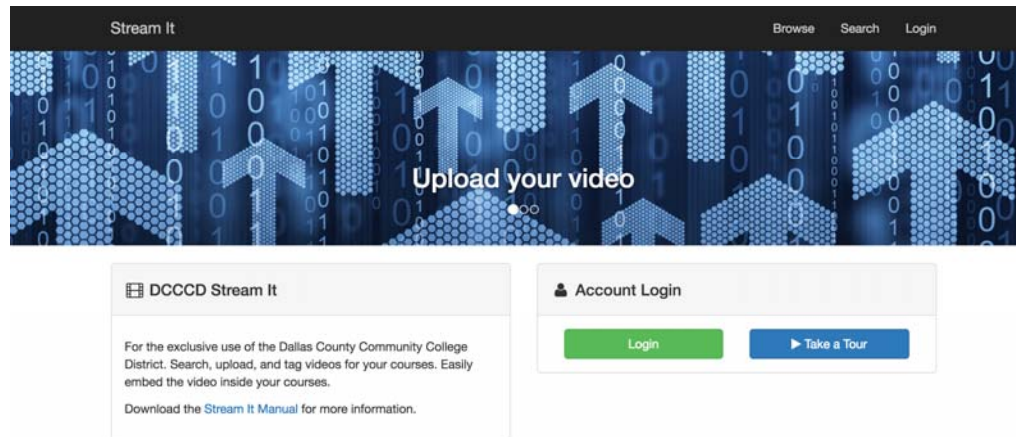 Stream It
Browse Search Login
Upload your video
DCCCD Stream It
For the exclusive use of the Dallas County Community College
District. Search, upload, and tag videos for your courses. Easily
embed the video inside your courses.
Download the Stream It Manual for more information.
Account Login
Login
Take a Tour